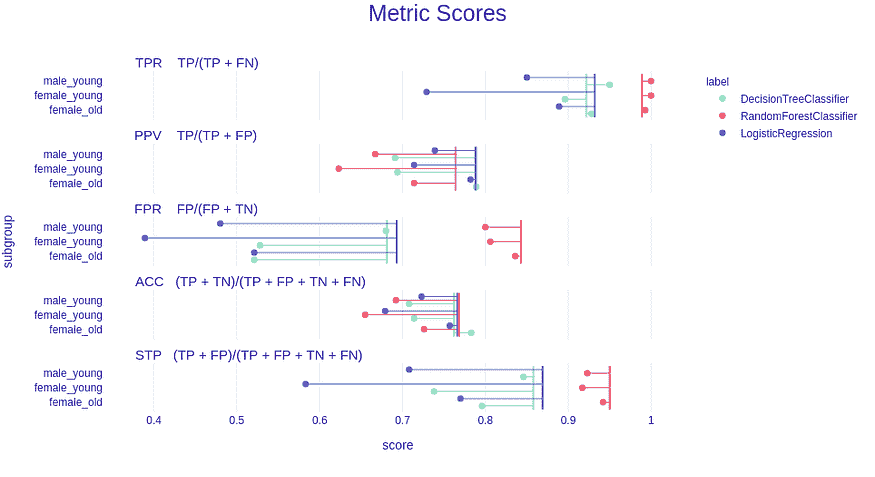 Metric Scores
TPR TP/(TP + FN)
male_young
female_young
female_old
label
DecisionTreeClassifier
RandomForestClassifier
LogisticRegression
PPV TP/(TP + FP)
male_young
female_young
female_old
FPR FP/(FP + TN)
male_young
female_young
female_old
subgroup
ACC (TP + TN)/(TP + FP + TN + FN)
male_young
female_young
female_old
STP (TP + FP)/(TP + FP + TN + FN)
male_young
female_young
female_old
0.4 0.5 0.6 0.7 0.8 0.9 1
score